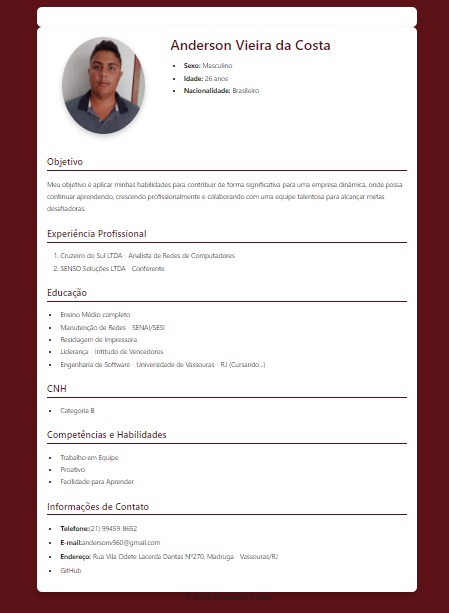 Anderson Vieira da Costa
Sexo: Masculino
Idade: 26 anos
Nacionalidade: Brasileiro
Objetivo
Meu objetivo é aplicar minhas habilidades para contribuir de forma significativa para uma empresa dinâmica, onde possa
continuar aprendendo, crescendo profissionalmente e colaborando com uma equipe talentosa para alcançar metas
desafiadoras.
Experiência Profissional
1. Cruzeiro do Sul LTDA - Analista de Redes de Computadores
2. SENSO Soluções LTDA - Conferente
Educação
Ensino Médio completo
Manutenção de Redes - SENAI/SESI
Resiclagem de Impressora
Liderança - Intitudo de Vencedores
Engenharia de Software - Universidade de Vassouras - RJ (Cursando...)
CNH
Categoria B
Competências e Habilidades
Trabalho em Equipe
Proativo
Facilidade para Aprender
Informações de Contato
Telefone:(21) 99459-8652
E-mail:andersonv560@gmail.com
Endereço: Rua Vila Odete Lacerda Dantas Nº270, Madruga - Vassouras/RJ
GitHub